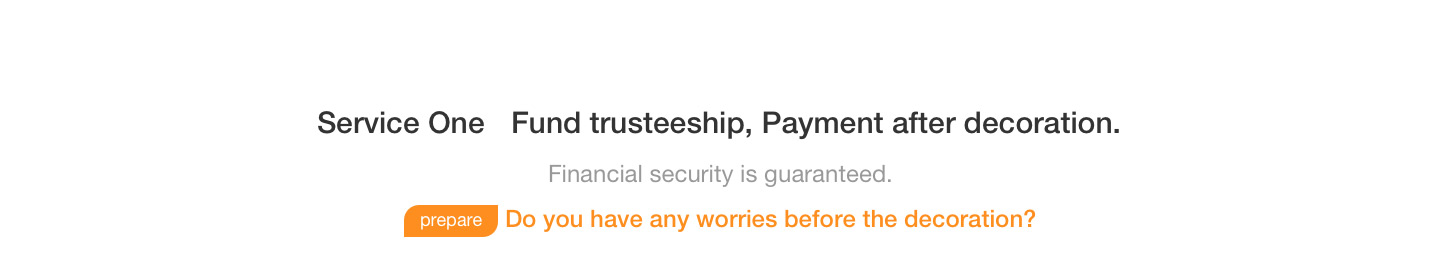 Service One Fund trusteeship, Payment after decoration.
Financial security is guaranteed.
prepare Do you have any worries before the decoration?